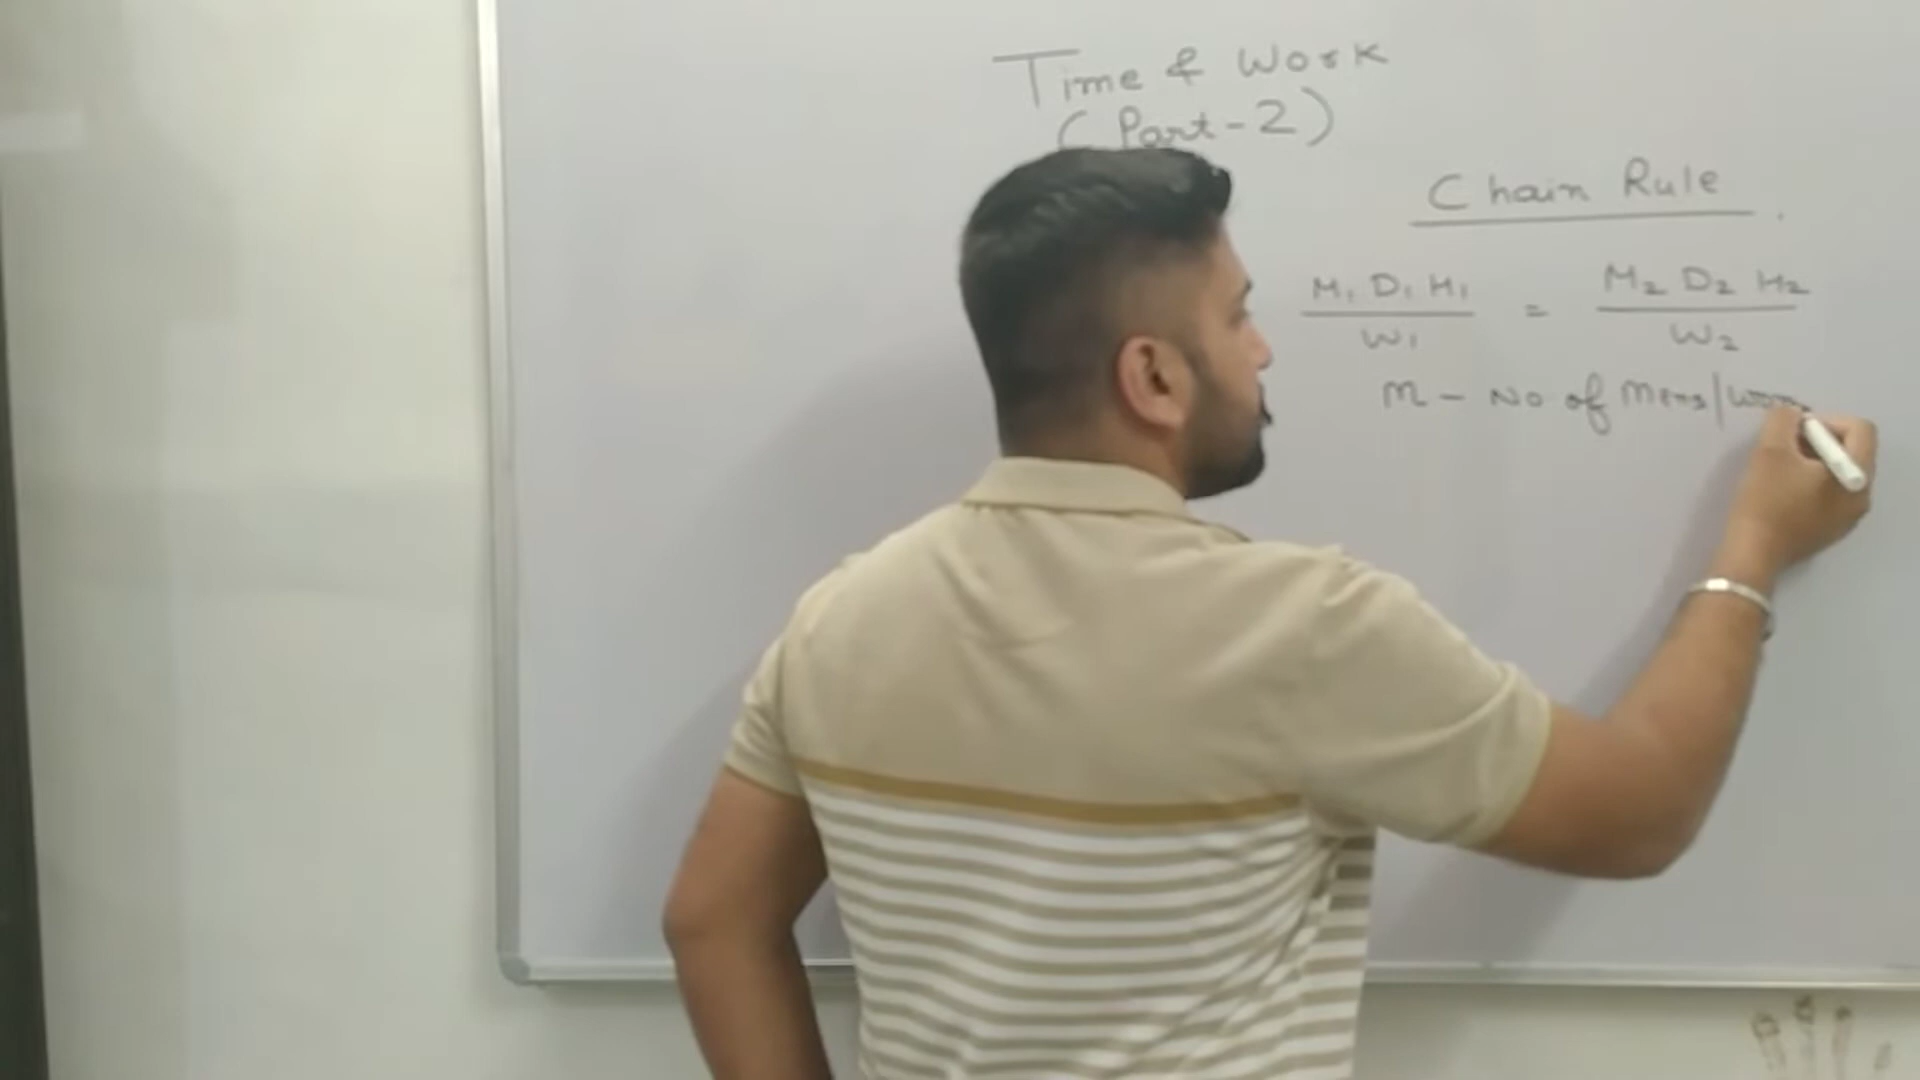 Time & Work
(Part-2)
Chain Rule
M₁ D₁ H₁ / W₁ = M₂ D₂ H₂ / W₂
M - No of Mens/Wom